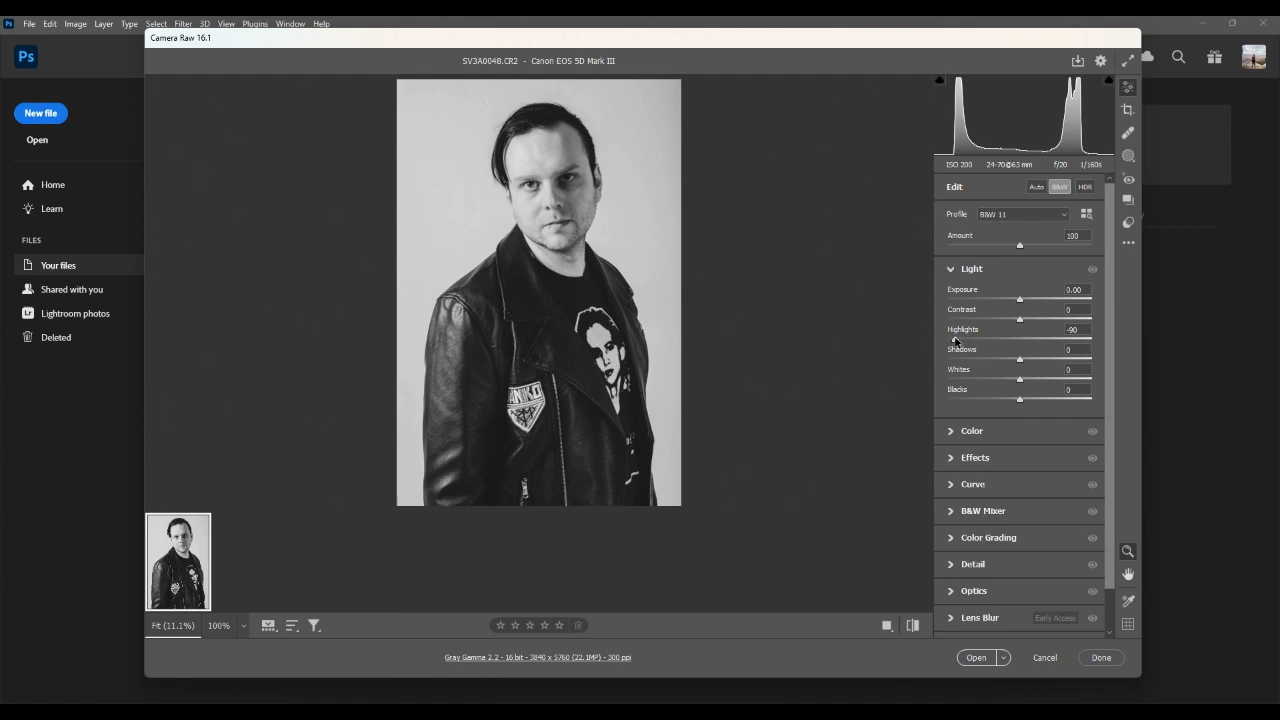 Ps File Edit Image Layer Type Select Filter 3D View Plugins Window Help
Camera Raw 16.1
SV3A0048.CR2 - Canon EOS 5D Mark III
Ps
New file
Open
Home
Learn
FILES
Your files
Shared with you
Lr Lightroom photos
Deleted
ISO 200 24-70@63 mm f/20 1/160s
Edit Auto B&W HDR
Profile B&W 11
Amount 100
Light
Exposure 0.00
Contrast 0
Highlights -90
Shadows 0
Whites 0
Blacks 0
Color
Effects
Curve
B&W Mixer
Color Grading
Detail
Optics
Lens Blur Early Access
Fit (11.1%) 100%
Gray Gamma 2.2 - 16 bit - 3840 x 5760 (22.1MP) - 300 ppi
Open Cancel Done